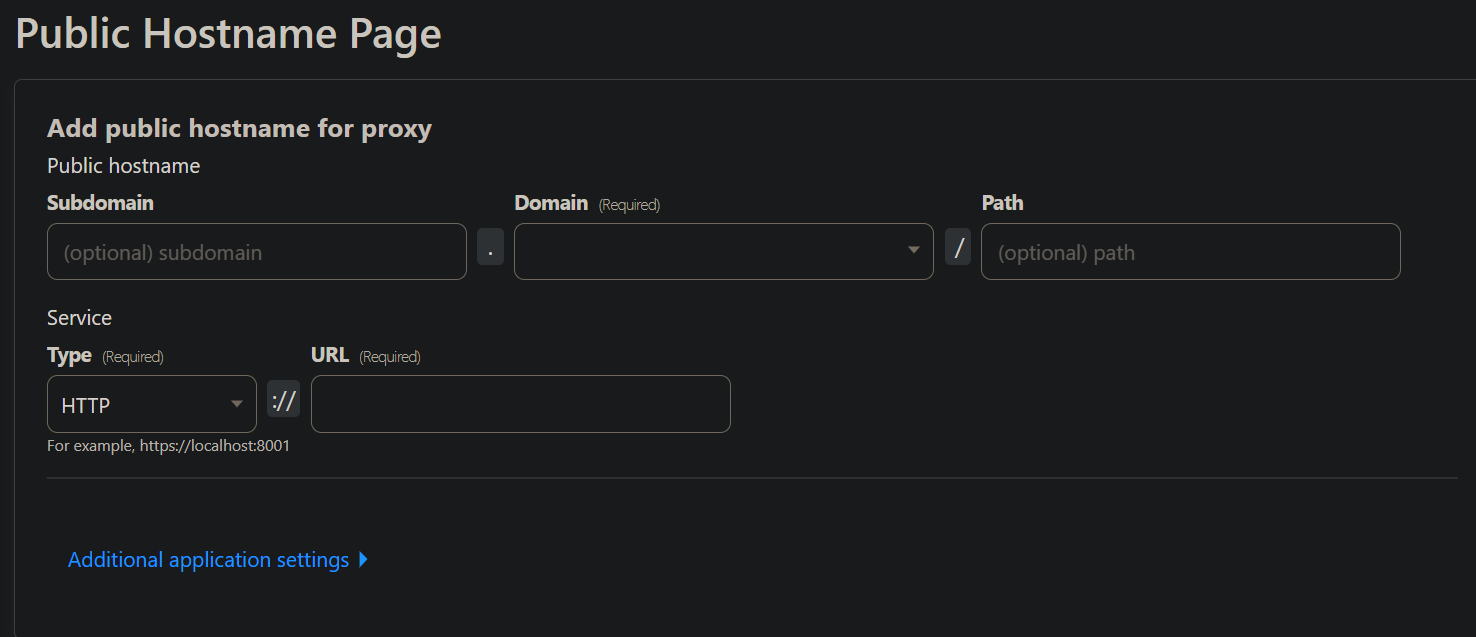 Public Hostname Page
Add public hostname for proxy
Public hostname
Subdomain Domain (Required) Path
(optional) subdomain . / (optional) path
Service
Type (Required) URL (Required)
HTTP ://
For example, https://localhost:8001
Additional application settings